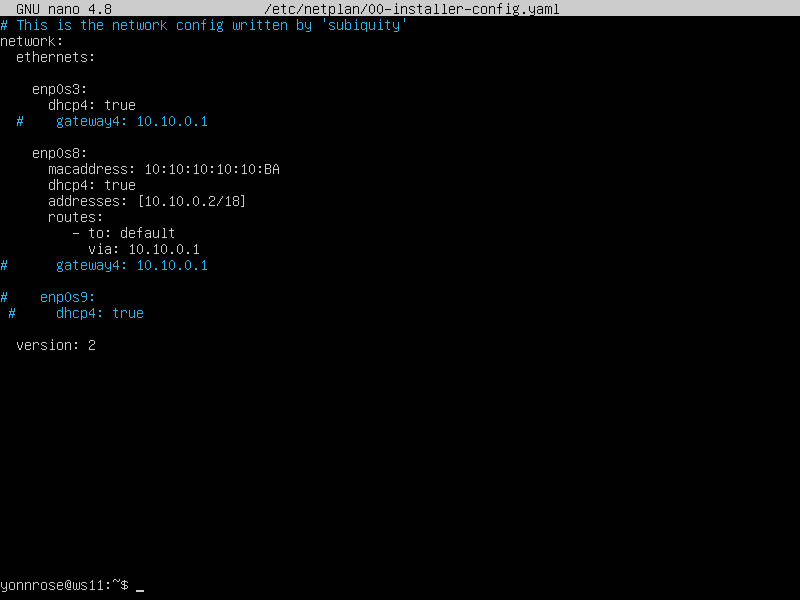 GNU nano 4.8 /etc/netplan/00-installer-config.yaml
# This is the network config written by 'subiquity'
network:
  ethernets:

    enp0s3:
      dhcp4: true
  #    gateway4: 10.10.0.1

    enp0s8:
      macaddress: 10:10:10:10:10:BA
      dhcp4: true
      addresses: [10.10.0.2/18]
      routes:
         - to: default
           via: 10.10.0.1
#      gateway4: 10.10.0.1

#    enp0s9:
 #     dhcp4: true

  version: 2
yonnrose@ws11:~$ _